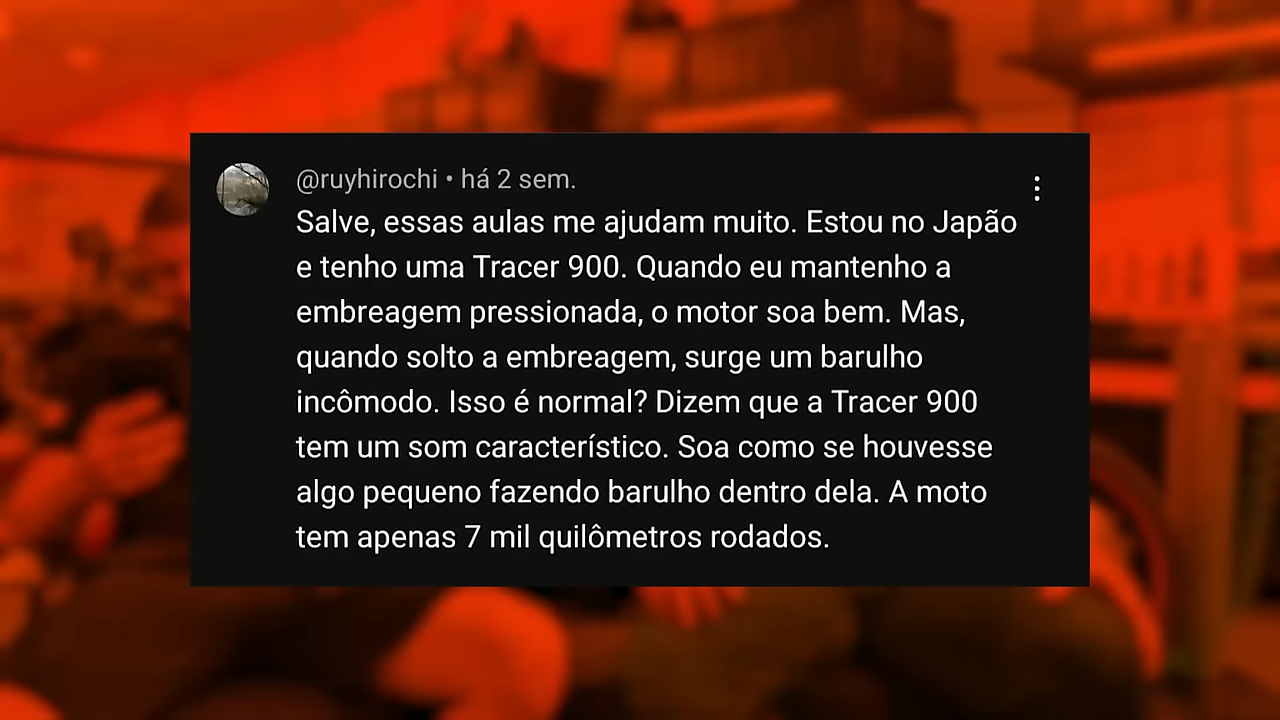 @ruyhirochi • há 2 sem.
Salve, essas aulas me ajudam muito. Estou no Japão
e tenho uma Tracer 900. Quando eu mantenho a
embreagem pressionada, o motor soa bem. Mas,
quando solto a embreagem, surge um barulho
incômodo. Isso é normal? Dizem que a Tracer 900
tem um som característico. Soa como se houvesse
algo pequeno fazendo barulho dentro dela. A moto
tem apenas 7 mil quilômetros rodados.